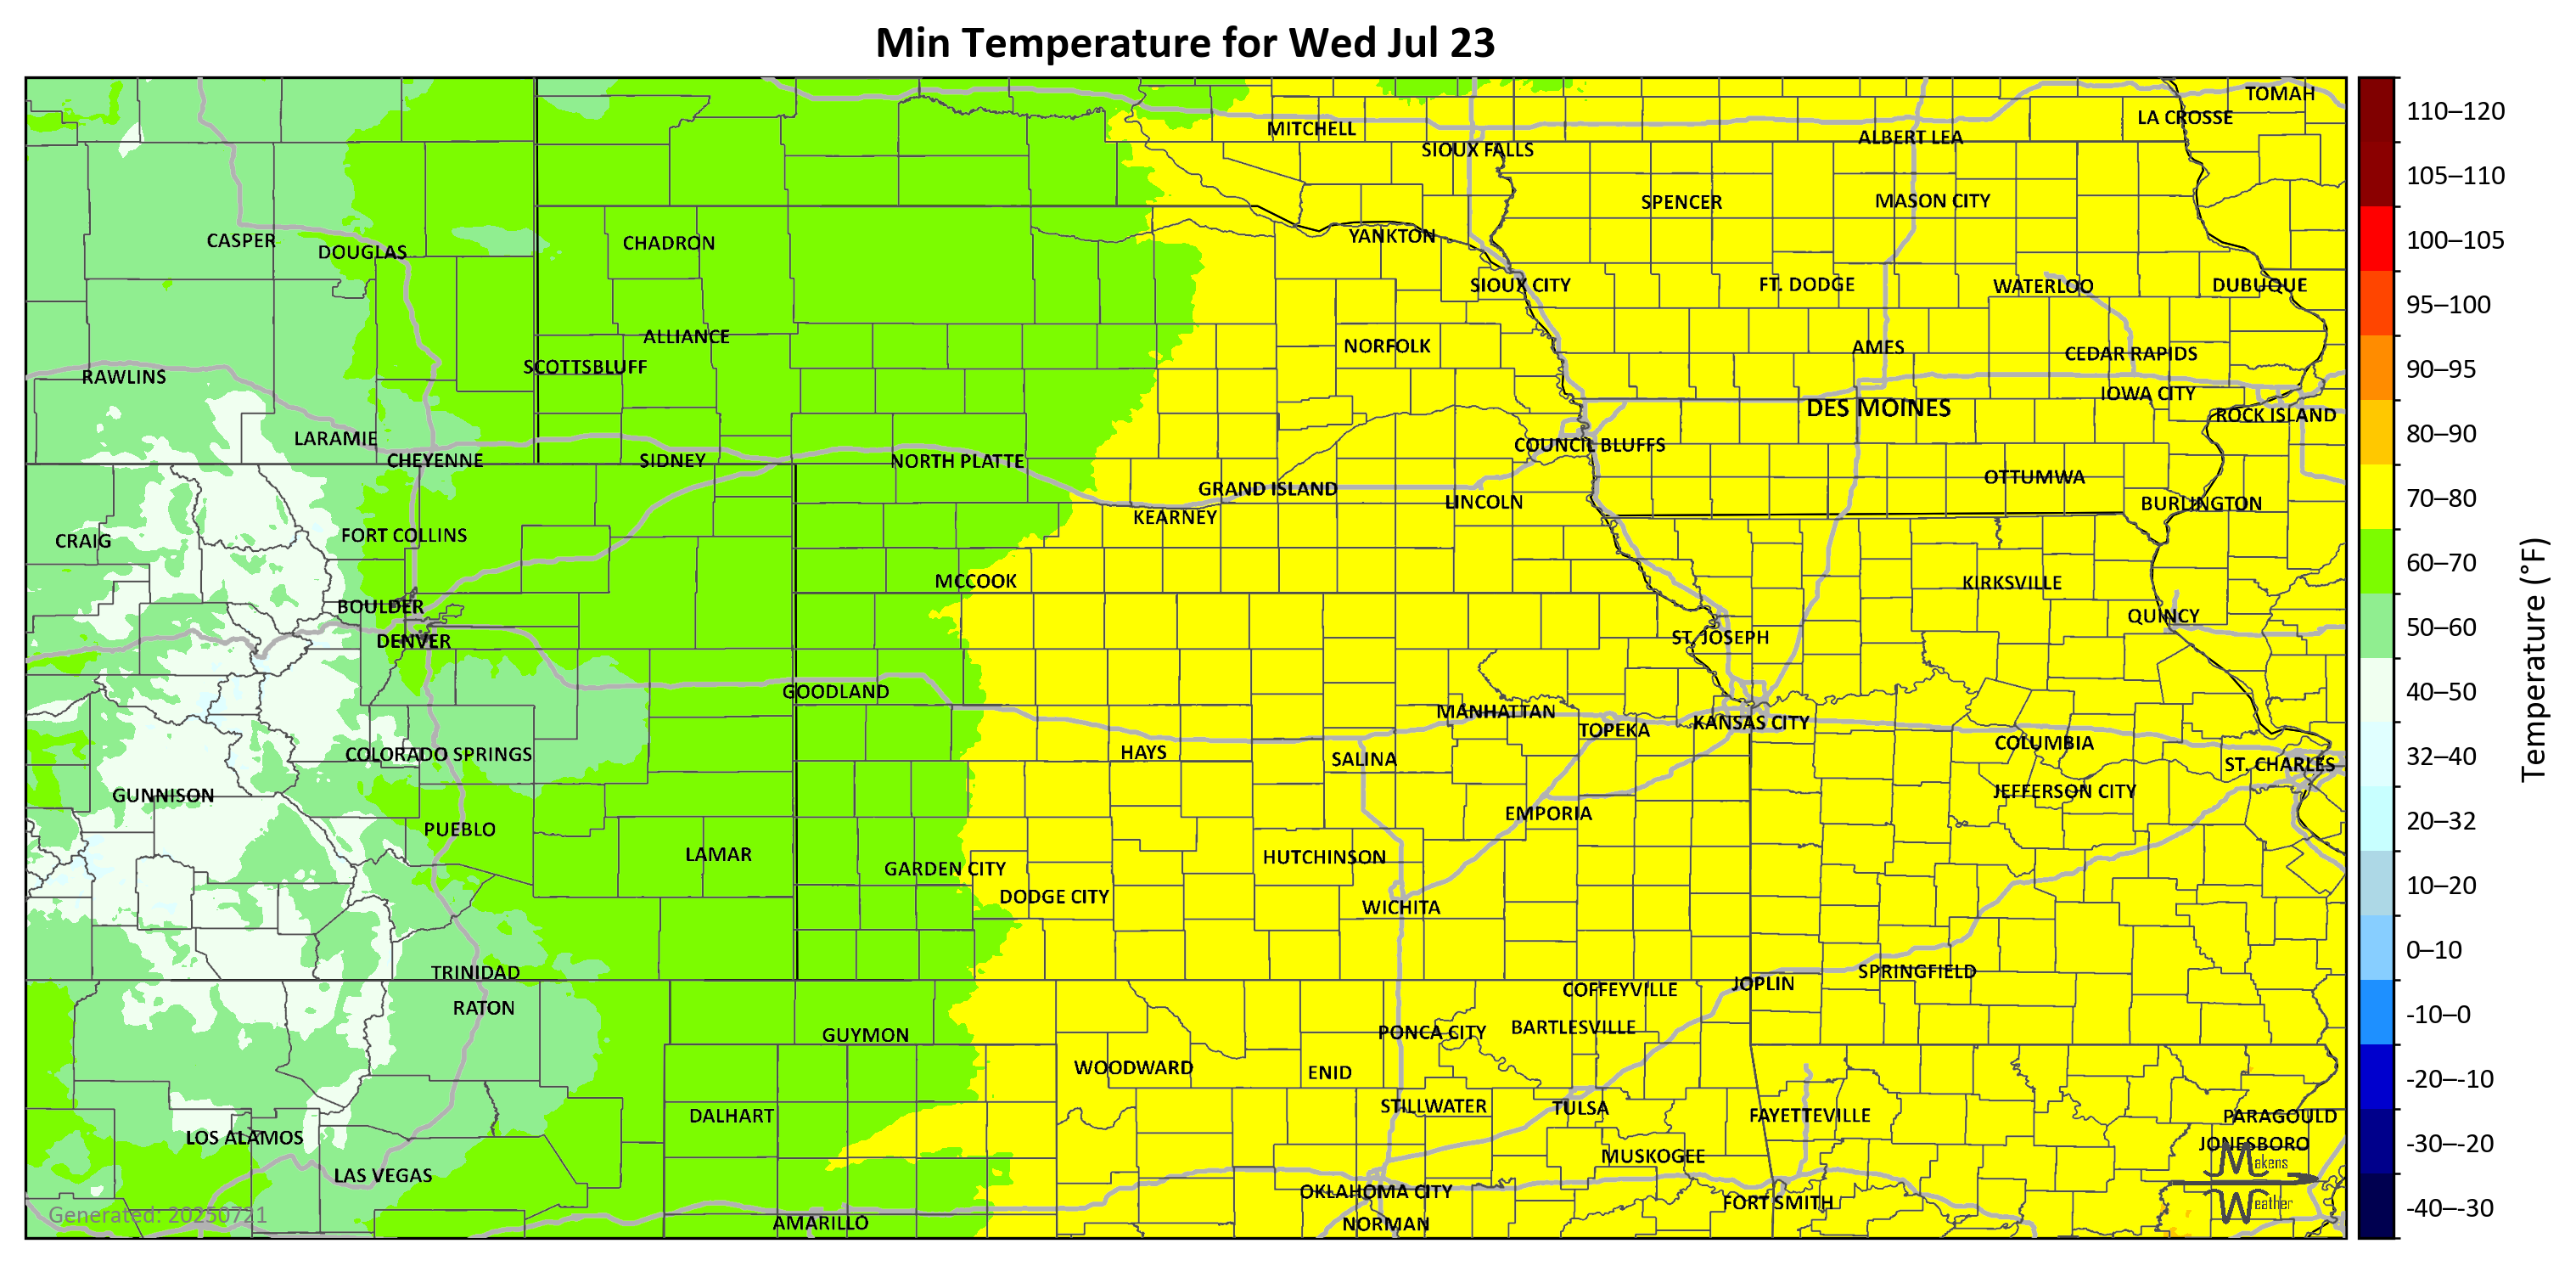 Min Temperature for Wed Jul 23
TOMAH
LA CROSSE
MITCHELL
ALBERT LEA
SIOUX FALLS
SPENCER
MASON CITY
CASPER
DOUGLAS
CHADRON
YANKTON
SIOUX CITY
FT. DODGE
WATERLOO
DUBUQUE
ALLIANCE
NORFOLK
AMES
CEDAR RAPIDS
SCOTTSBLUFF
RAWLINS
IOWA CITY
DES MOINES
ROCK ISLAND
LARAMIE
COUNCIL BLUFFS
CHEYENNE
SIDNEY
NORTH PLATTE
OTTUMWA
GRAND ISLAND
LINCOLN
BURLINGTON
KEARNEY
FORT COLLINS
CRAIG
MCCOOK
KIRKSVILLE
BOULDER
QUINCY
DENVER
ST. JOSEPH
GOODLAND
MANHATTAN
KANSAS CITY
TOPEKA
COLUMBIA
COLORADO SPRINGS
HAYS
SALINA
ST. CHARLES
GUNNISON
JEFFERSON CITY
EMPORIA
PUEBLO
LAMAR
HUTCHINSON
GARDEN CITY
DODGE CITY
WICHITA
TRINIDAD
SPRINGFIELD
JOPLIN
COFFEYVILLE
RATON
BARTLESVILLE
PONCA CITY
GUYMON
WOODWARD
ENID
STILLWATER
TULSA
DALHART
FAYETTEVILLE
PARAGOULD
LOS ALAMOS
JONESBORO
MUSKOGEE
LAS VEGAS
OKLAHOMA CITY
FORT SMITH
AMARILLO
NORMAN
Makens
Weather
Generated: 20250721
110–120
105–110
100–105
95–100
90–95
80–90
70–80
60–70
50–60
40–50
32–40
20–32
10–20
0–10
-10–0
-20–-10
-30–-20
-40–-30
Temperature (°F)